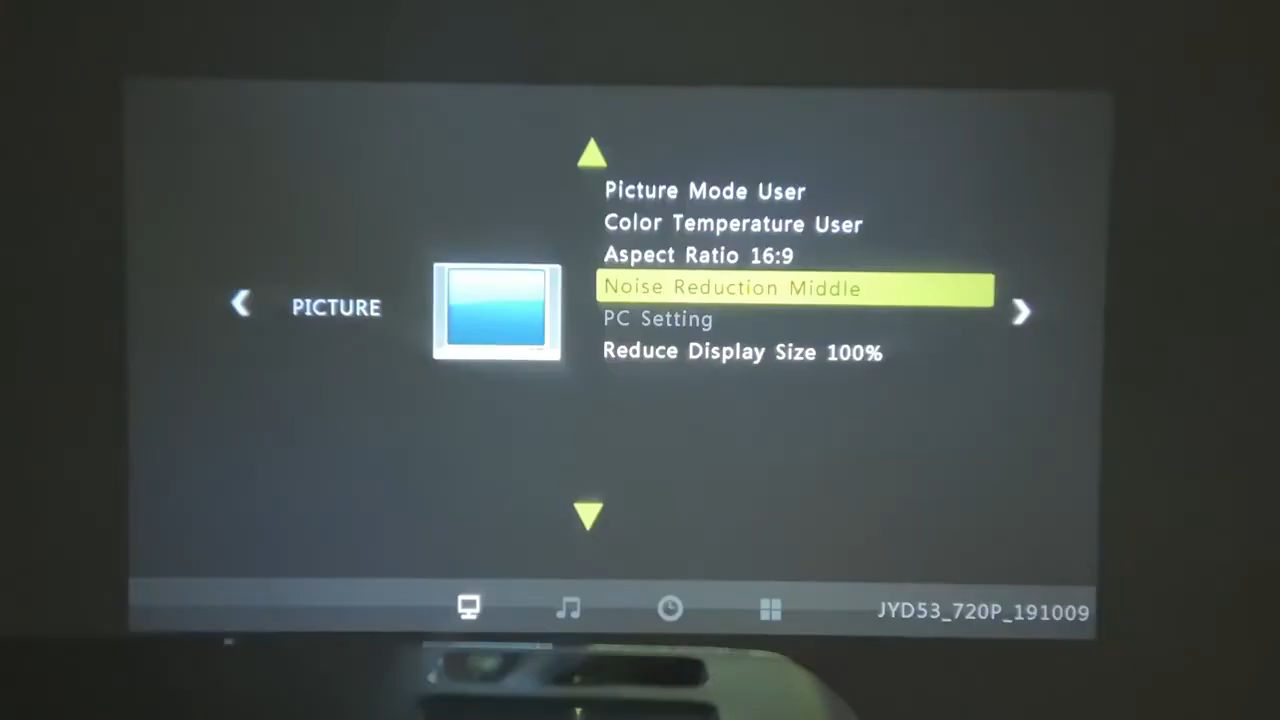 Picture Mode User
Color Temperature User
Aspect Ratio 16:9
Noise Reduction Middle
PICTURE
PC Setting
Reduce Display Size 100%
JYD53_720P_191009